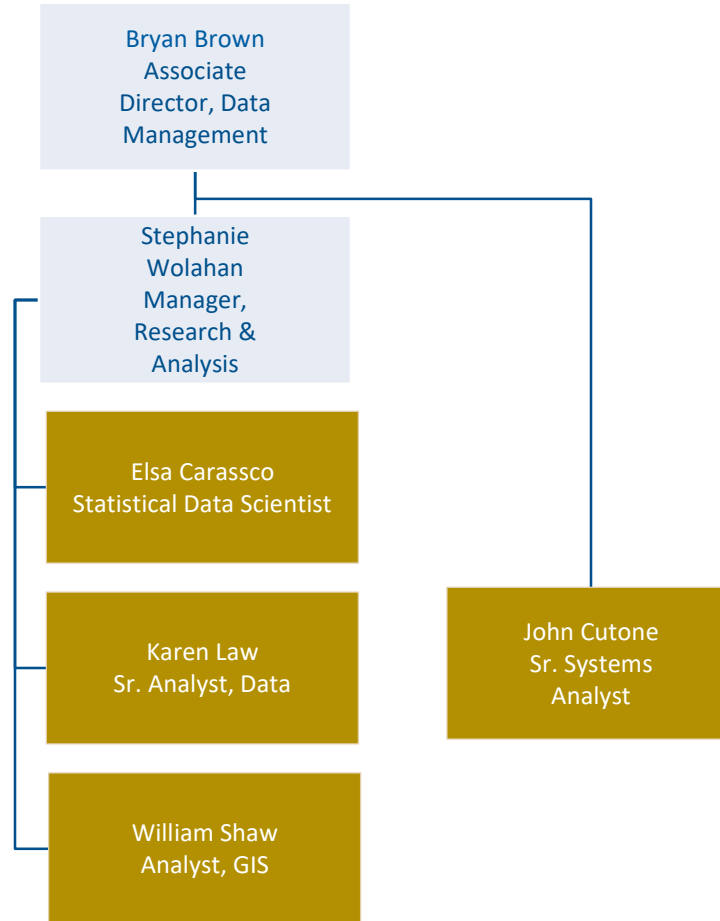 Bryan Brown
Associate
Director, Data
Management
Stephanie
Wolahan
Manager,
Research &
Analysis
Elsa Carassco
Statistical Data Scientist
Karen Law
Sr. Analyst, Data
John Cutone
Sr. Systems
Analyst
William Shaw
Analyst, GIS